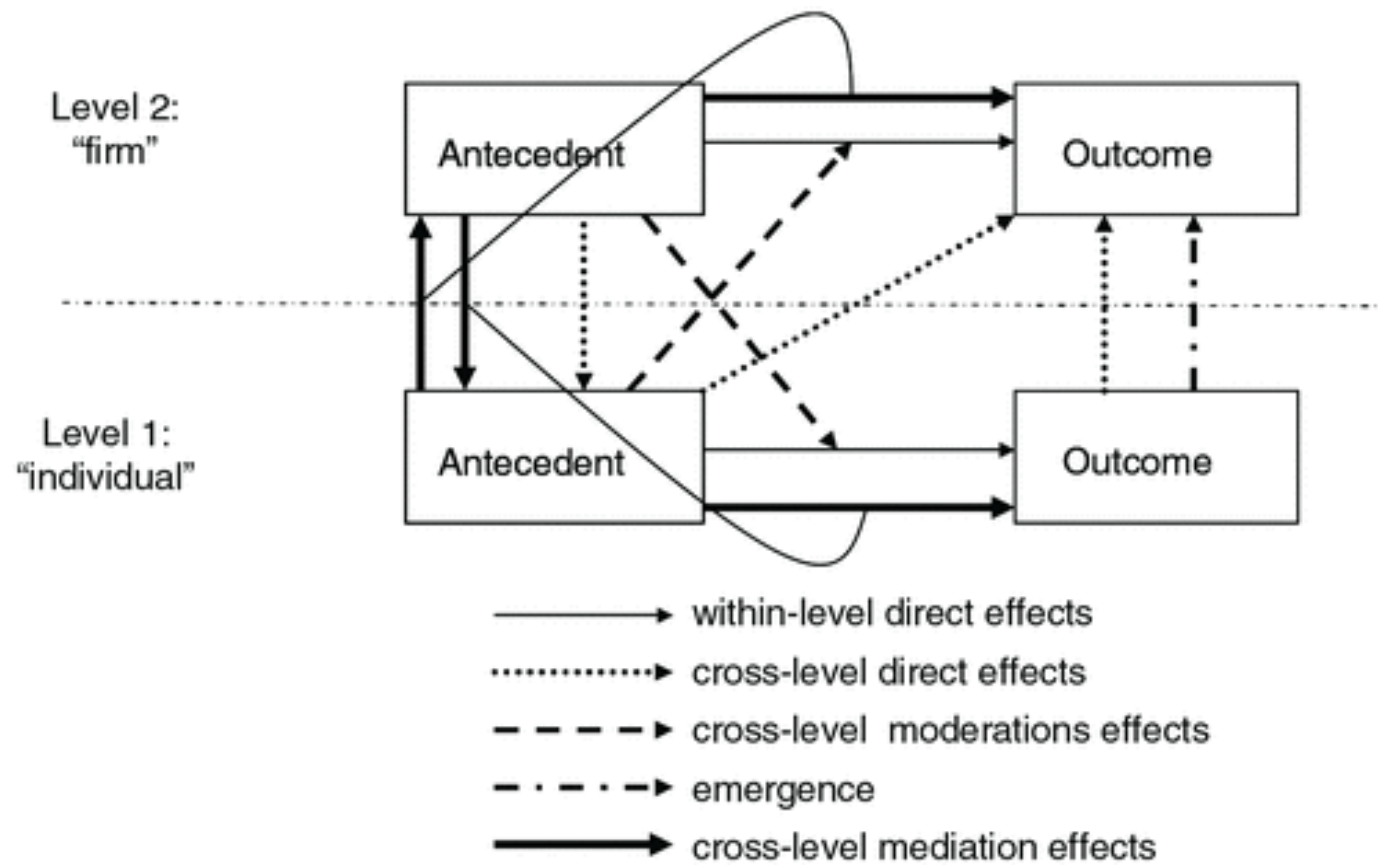 Level 2:
“firm”
Antecedent
Outcome
Level 1:
“individual”
Antecedent
Outcome
within-level direct effects
cross-level direct effects
cross-level moderations effects
emergence
cross-level mediation effects